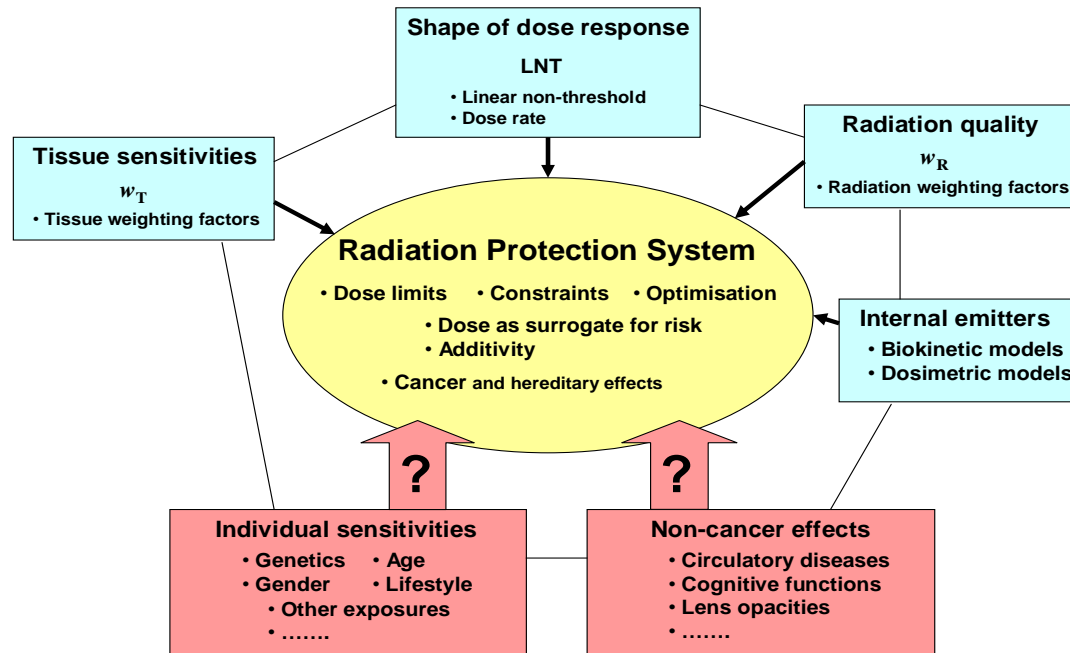 Shape of dose response
LNT
• Linear non-threshold
• Dose rate
Tissue sensitivities
wT
• Tissue weighting factors
Radiation quality
wR
• Radiation weighting factors
Radiation Protection System
• Dose limits • Constraints • Optimisation
• Dose as surrogate for risk
• Additivity
• Cancer and hereditary effects
Internal emitters
• Biokinetic models
• Dosimetric models
?
?
Individual sensitivities
• Genetics • Age
• Gender • Lifestyle
• Other exposures
• …….
Non-cancer effects
• Circulatory diseases
• Cognitive functions
• Lens opacities
• …….